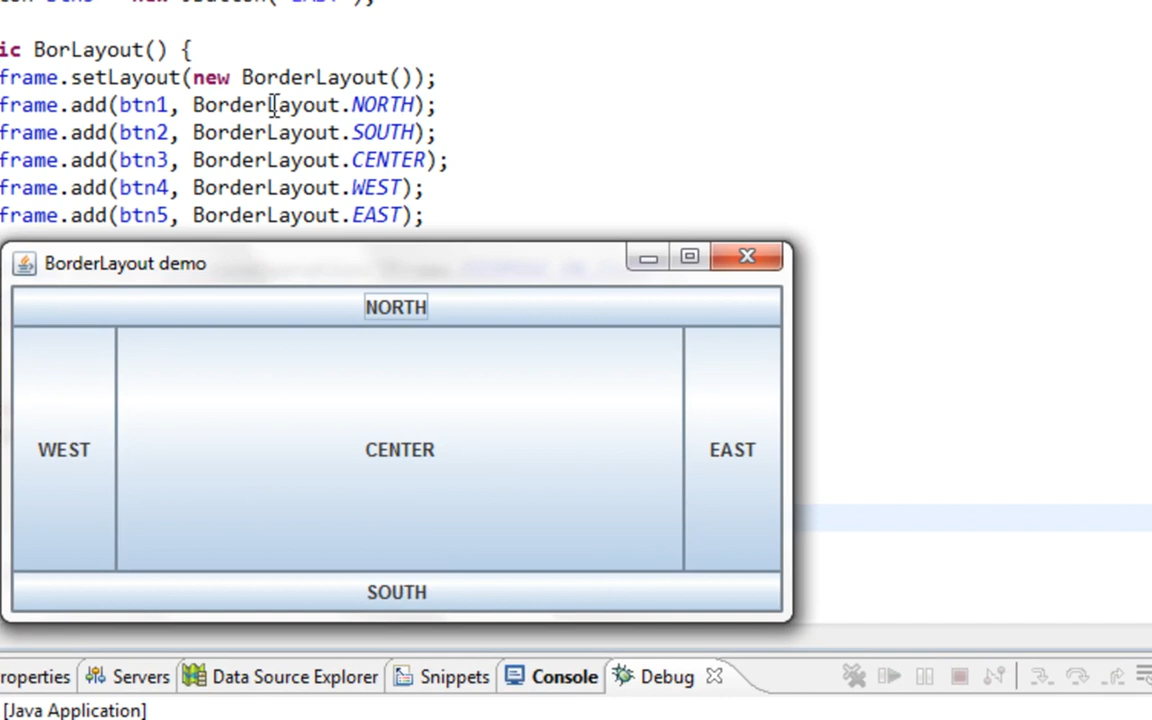 ic BorLayout() {
frame.setLayout(new BorderLayout());
frame.add(btn1, BorderLayout.NORTH);
frame.add(btn2, BorderLayout.SOUTH);
frame.add(btn3, BorderLayout.CENTER);
frame.add(btn4, BorderLayout.WEST);
frame.add(btn5, BorderLayout.EAST);
BorderLayout demo
NORTH
WEST CENTER EAST
SOUTH
roperties Servers Data Source Explorer Snippets Console Debug
[Java Application]